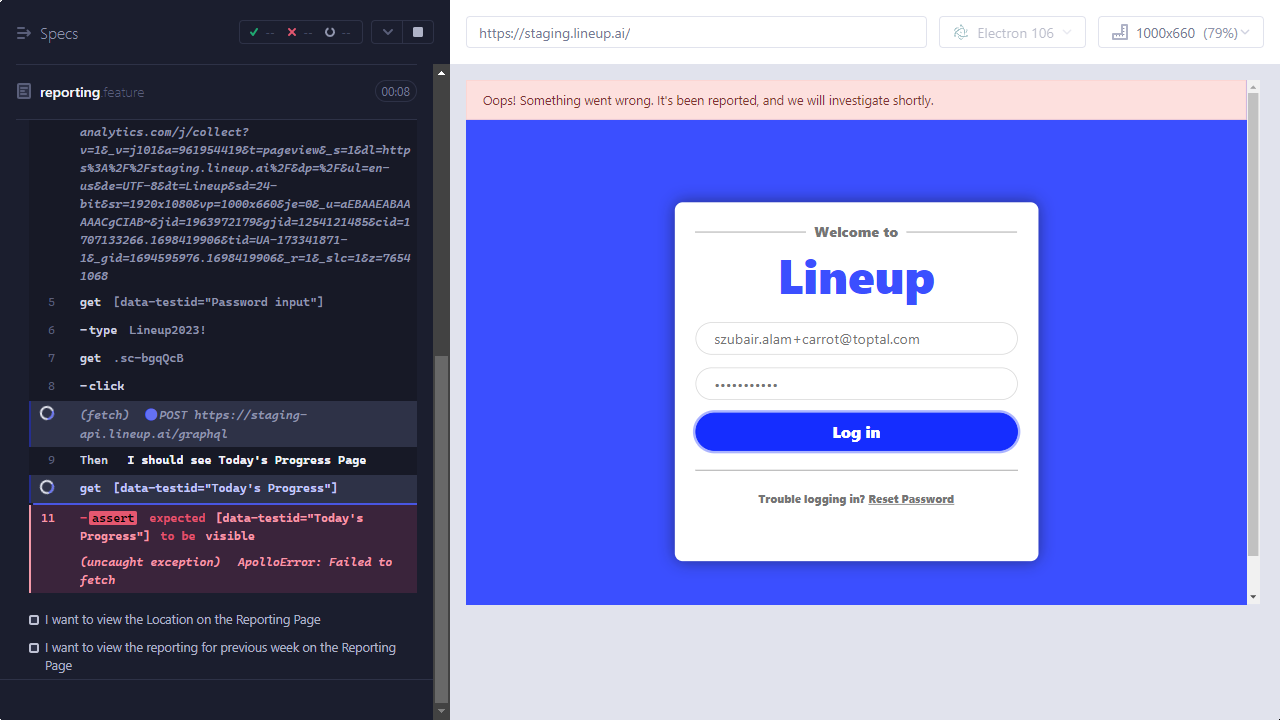 Specs
--
--
--
reporting.feature
00:08
analytics.com/j/collect?
v=1&_v=j101&a=961954419&t=pageview&_s=1&dl=http
s%3A%2F%2Fstaging.lineup.ai%2F&dp=%2F&ul=en-
us&de=UTF-8&dt=Lineup&sd=24-
bit&sr=1920x1080&vp=1000x660&je=0&_u=aEBAAEABAA
AAACgCIAB~&jid=1963972179&gjid=1254121485&cid=1
707133266.1698419906&tid=UA-173341871-
1&_gid=1694595976.1698419906&_r=1&_slc=1&z=7654
1068
5 get [data-testid="Password input"]
6 -type Lineup2023!
7 get .sc-bgqQcB
8 -click
(fetch) POST https://staging-
api.lineup.ai/graphql
9 Then I should see Today's Progress Page
get [data-testid="Today's Progress"]
11 -assert expected [data-testid="Today's
Progress"] to be visible
(uncaught exception) ApolloError: Failed to
fetch
I want to view the Location on the Reporting Page
I want to view the reporting for previous week on the Reporting
Page
https://staging.lineup.ai/
Electron 106
1000x660 (79%)
Oops! Something went wrong. It's been reported, and we will investigate shortly.
Welcome to
Lineup
szubair.alam+carrot@toptal.com
•••••••••••
Log in
Trouble logging in? Reset Password